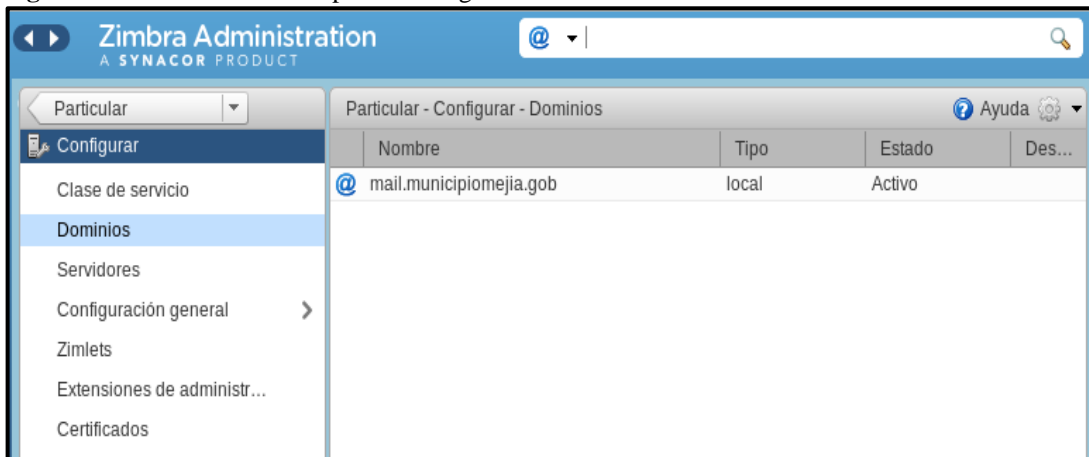 Zimbra Administration
A SYNACOR PRODUCT
@
Particular
Particular - Configurar - Dominios
Ayuda
Configurar
Nombre Tipo Estado Des...
Clase de servicio
@ mail.municipiomejia.gob local Activo
Dominios
Servidores
Configuración general
Zimlets
Extensiones de administr...
Certificados